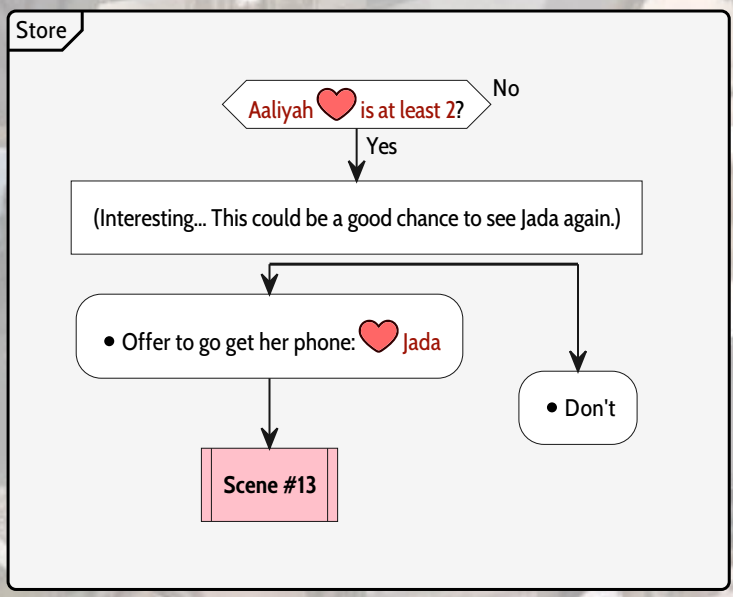 Store
Aaliyah is at least 2?
No
Yes
(Interesting... This could be a good chance to see Jada again.)
• Offer to go get her phone: Jada
• Don't
Scene #13